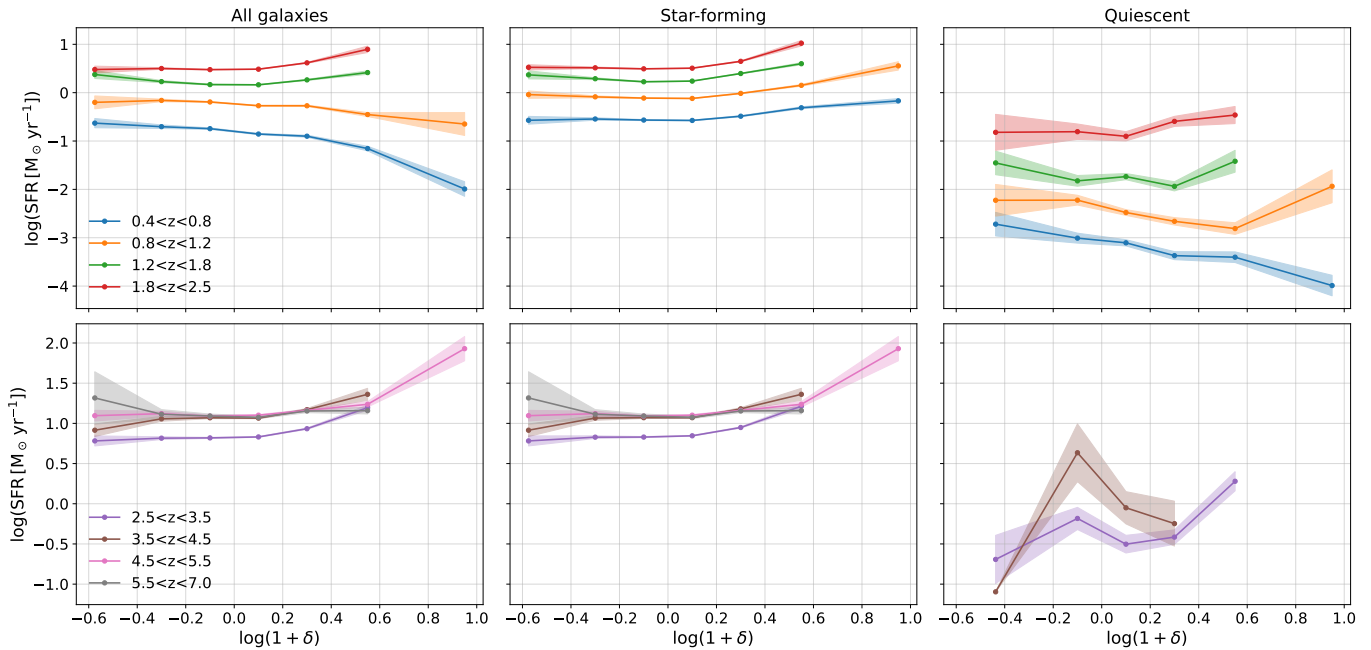 All galaxies
Star-forming
Quiescent
log(SFR [M⊙ yr⁻¹])
1
0
−1
−2
−3
−4
0.4<z<0.8
0.8<z<1.2
1.2<z<1.8
1.8<z<2.5
log(SFR [M⊙ yr⁻¹])
2.0
1.5
1.0
0.5
0.0
−0.5
−1.0
2.5<z<3.5
3.5<z<4.5
4.5<z<5.5
5.5<z<7.0
−0.6 −0.4 −0.2 0.0 0.2 0.4 0.6 0.8 1.0
−0.6 −0.4 −0.2 0.0 0.2 0.4 0.6 0.8 1.0
−0.6 −0.4 −0.2 0.0 0.2 0.4 0.6 0.8 1.0
log(1 + δ)
log(1 + δ)
log(1 + δ)